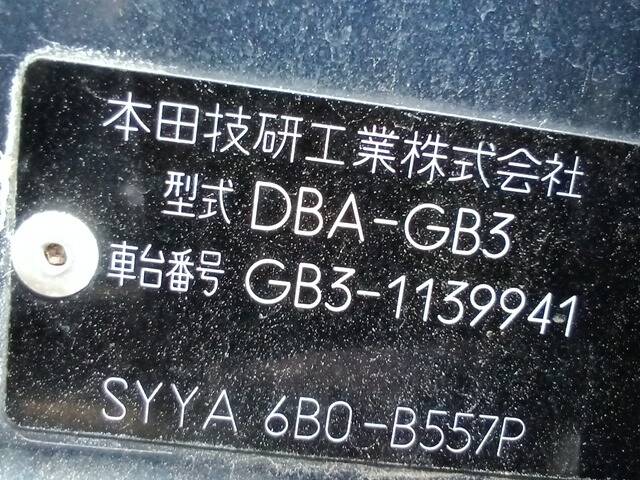 本田技研工業株式会社
型式 DBA-GB3
車台番号 GB3-1139941
SYYA 6B0-B557P